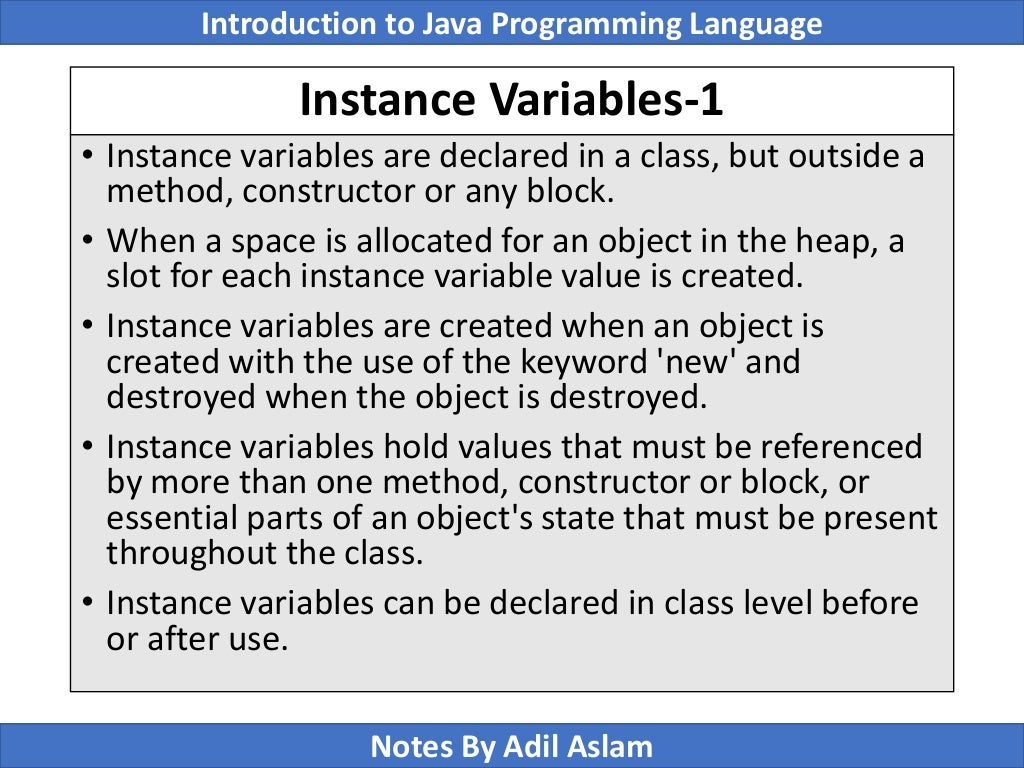 Introduction to Java Programming Language
Instance Variables-1
• Instance variables are declared in a class, but outside a
method, constructor or any block.
• When a space is allocated for an object in the heap, a
slot for each instance variable value is created.
• Instance variables are created when an object is
created with the use of the keyword 'new' and
destroyed when the object is destroyed.
• Instance variables hold values that must be referenced
by more than one method, constructor or block, or
essential parts of an object's state that must be present
throughout the class.
• Instance variables can be declared in class level before
or after use.
Notes By Adil Aslam